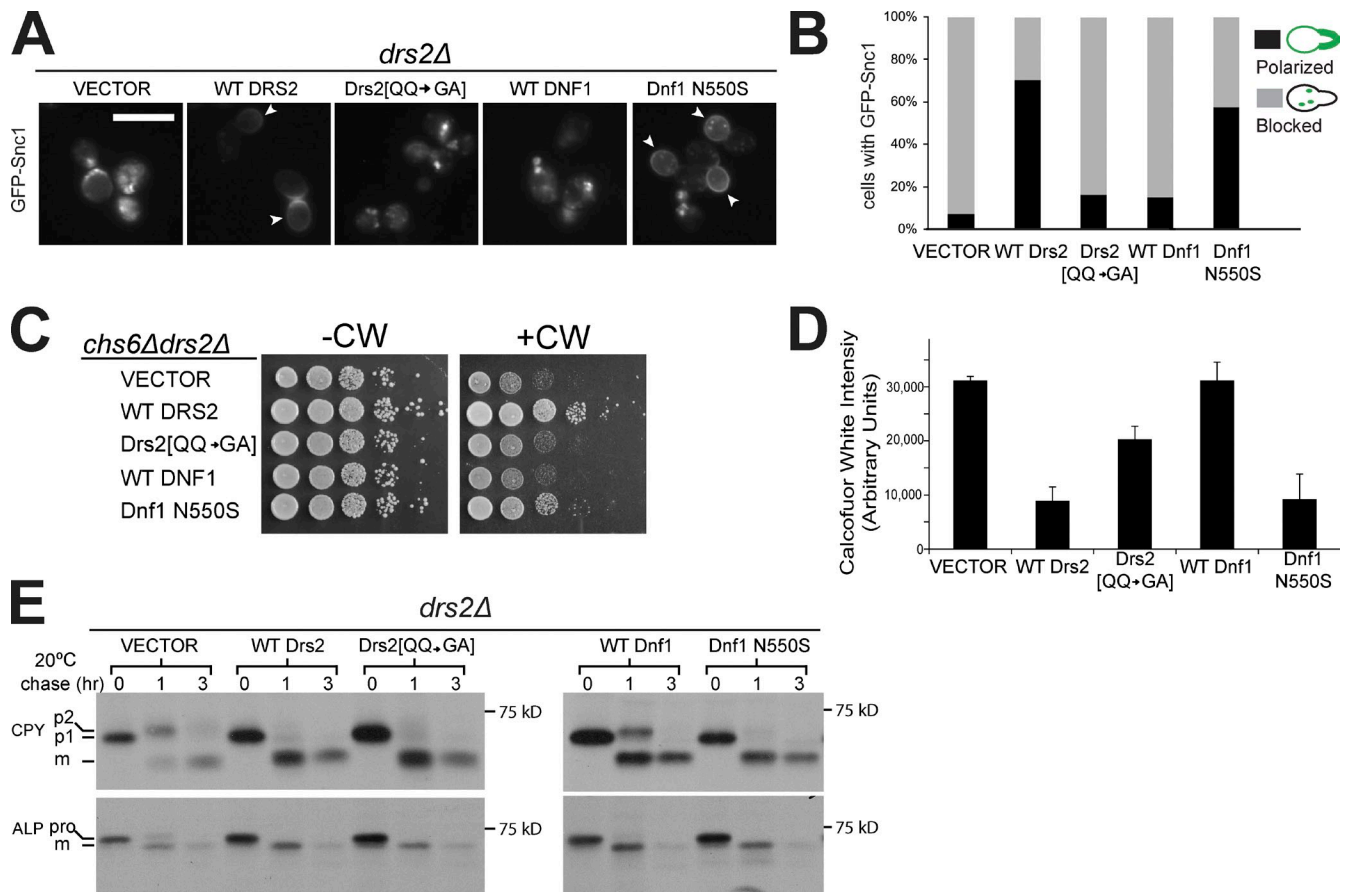 A
drs2Δ
VECTOR WT DRS2 Drs2[QQ→GA] WT DNF1 Dnf1 N550S
GFP-Snc1
B
cells with GFP-Snc1
100%
80%
60%
40%
20%
0%
VECTOR WT Drs2 Drs2 [QQ→GA] WT Dnf1 Dnf1 N550S
Polarized
Blocked
C
chs6Δdrs2Δ
-CW +CW
VECTOR
WT DRS2
Drs2[QQ→GA]
WT DNF1
Dnf1 N550S
D
Calcofuor White Intensiy
(Arbitrary Units)
30,000
20,000
10,000
0
VECTOR WT Drs2 Drs2 [QQ→GA] WT Dnf1 Dnf1 N550S
E
drs2Δ
VECTOR WT Drs2 Drs2[QQ→GA] WT Dnf1 Dnf1 N550S
20ºC
chase (hr) 0 1 3 0 1 3 0 1 3 0 1 3 0 1 3
CPY p2
p1
m
75 kD 75 kD
ALP pro
m
75 kD 75 kD